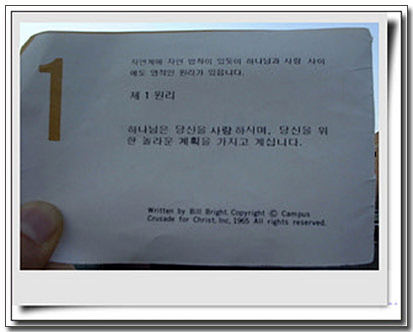 1
자연계에 자연 법칙이 있듯이 하나님과 사람 사이
에도 영적인 원리가 있읍니다.
제 1 원리
하나님은 당신을 사랑하시며, 당신을 위
한 놀라운 계획을 가지고 계십니다.
Written by Bill Bright. Copyright © Campus
Crusade for Christ, Inc, 1965 All rights reserved.